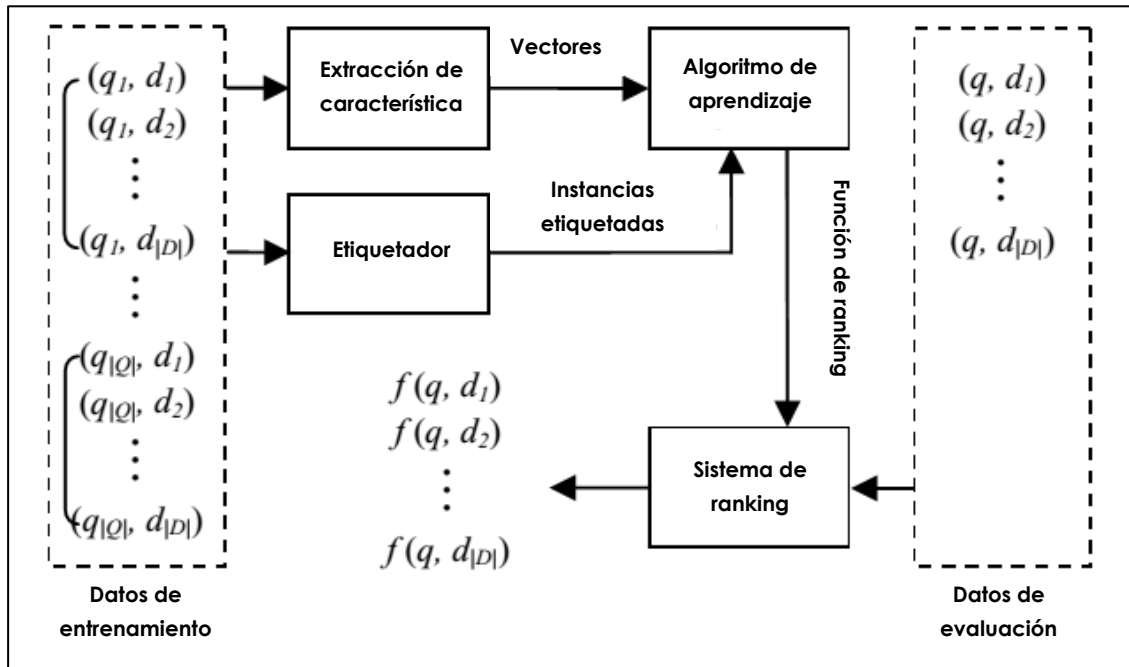 (q1, d1)
(q1, d2)
⋮
(q1, d|D|)
⋮
(q|Q|, d1)
(q|Q|, d2)
⋮
(q|Q|, d|D|)
Datos de
entrenamiento
Extracción de
característica
Vectores
Algoritmo de
aprendizaje
Etiquetador
Instancias
etiquetadas
Función de ranking
f(q, d1)
f(q, d2)
⋮
f(q, d|D|)
Sistema de
ranking
(q, d1)
(q, d2)
⋮
(q, d|D|)
Datos de
evaluación